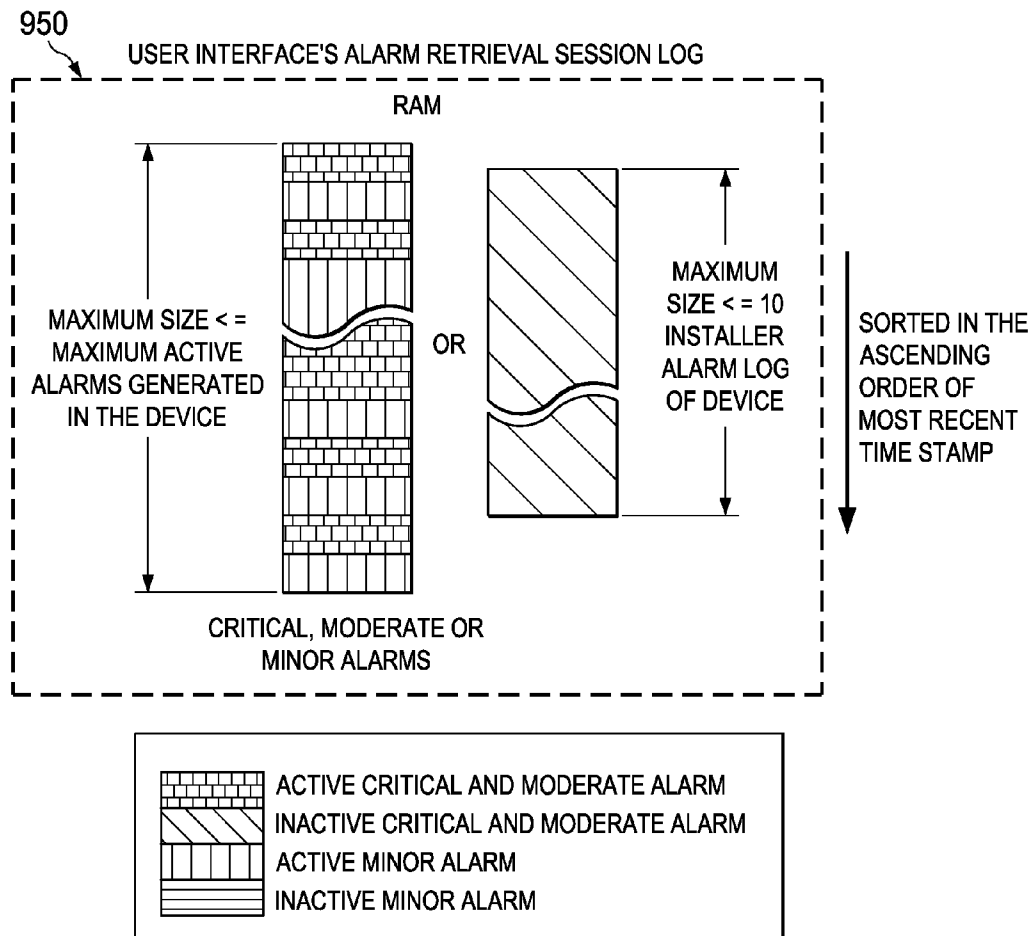 950
USER INTERFACE'S ALARM RETRIEVAL SESSION LOG
RAM
MAXIMUM SIZE < =
MAXIMUM ACTIVE
ALARMS GENERATED
IN THE DEVICE
OR
MAXIMUM
SIZE < = 10
INSTALLER
ALARM LOG
OF DEVICE
SORTED IN THE
ASCENDING
ORDER OF
MOST RECENT
TIME STAMP
CRITICAL, MODERATE OR
MINOR ALARMS
ACTIVE CRITICAL AND MODERATE ALARM
INACTIVE CRITICAL AND MODERATE ALARM
ACTIVE MINOR ALARM
INACTIVE MINOR ALARM